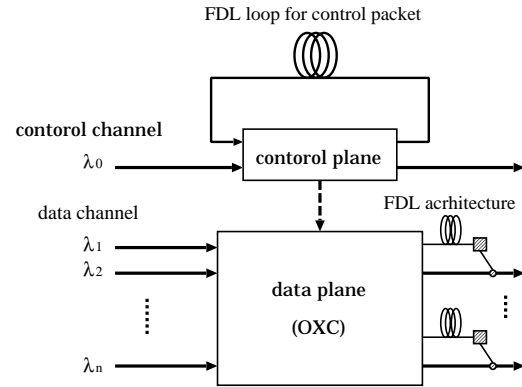 FDL loop for control packet
contorol channel
λ0
contorol plane
data channel
FDL acrhitecture
λ1
λ2
data plane
(OXC)
λn